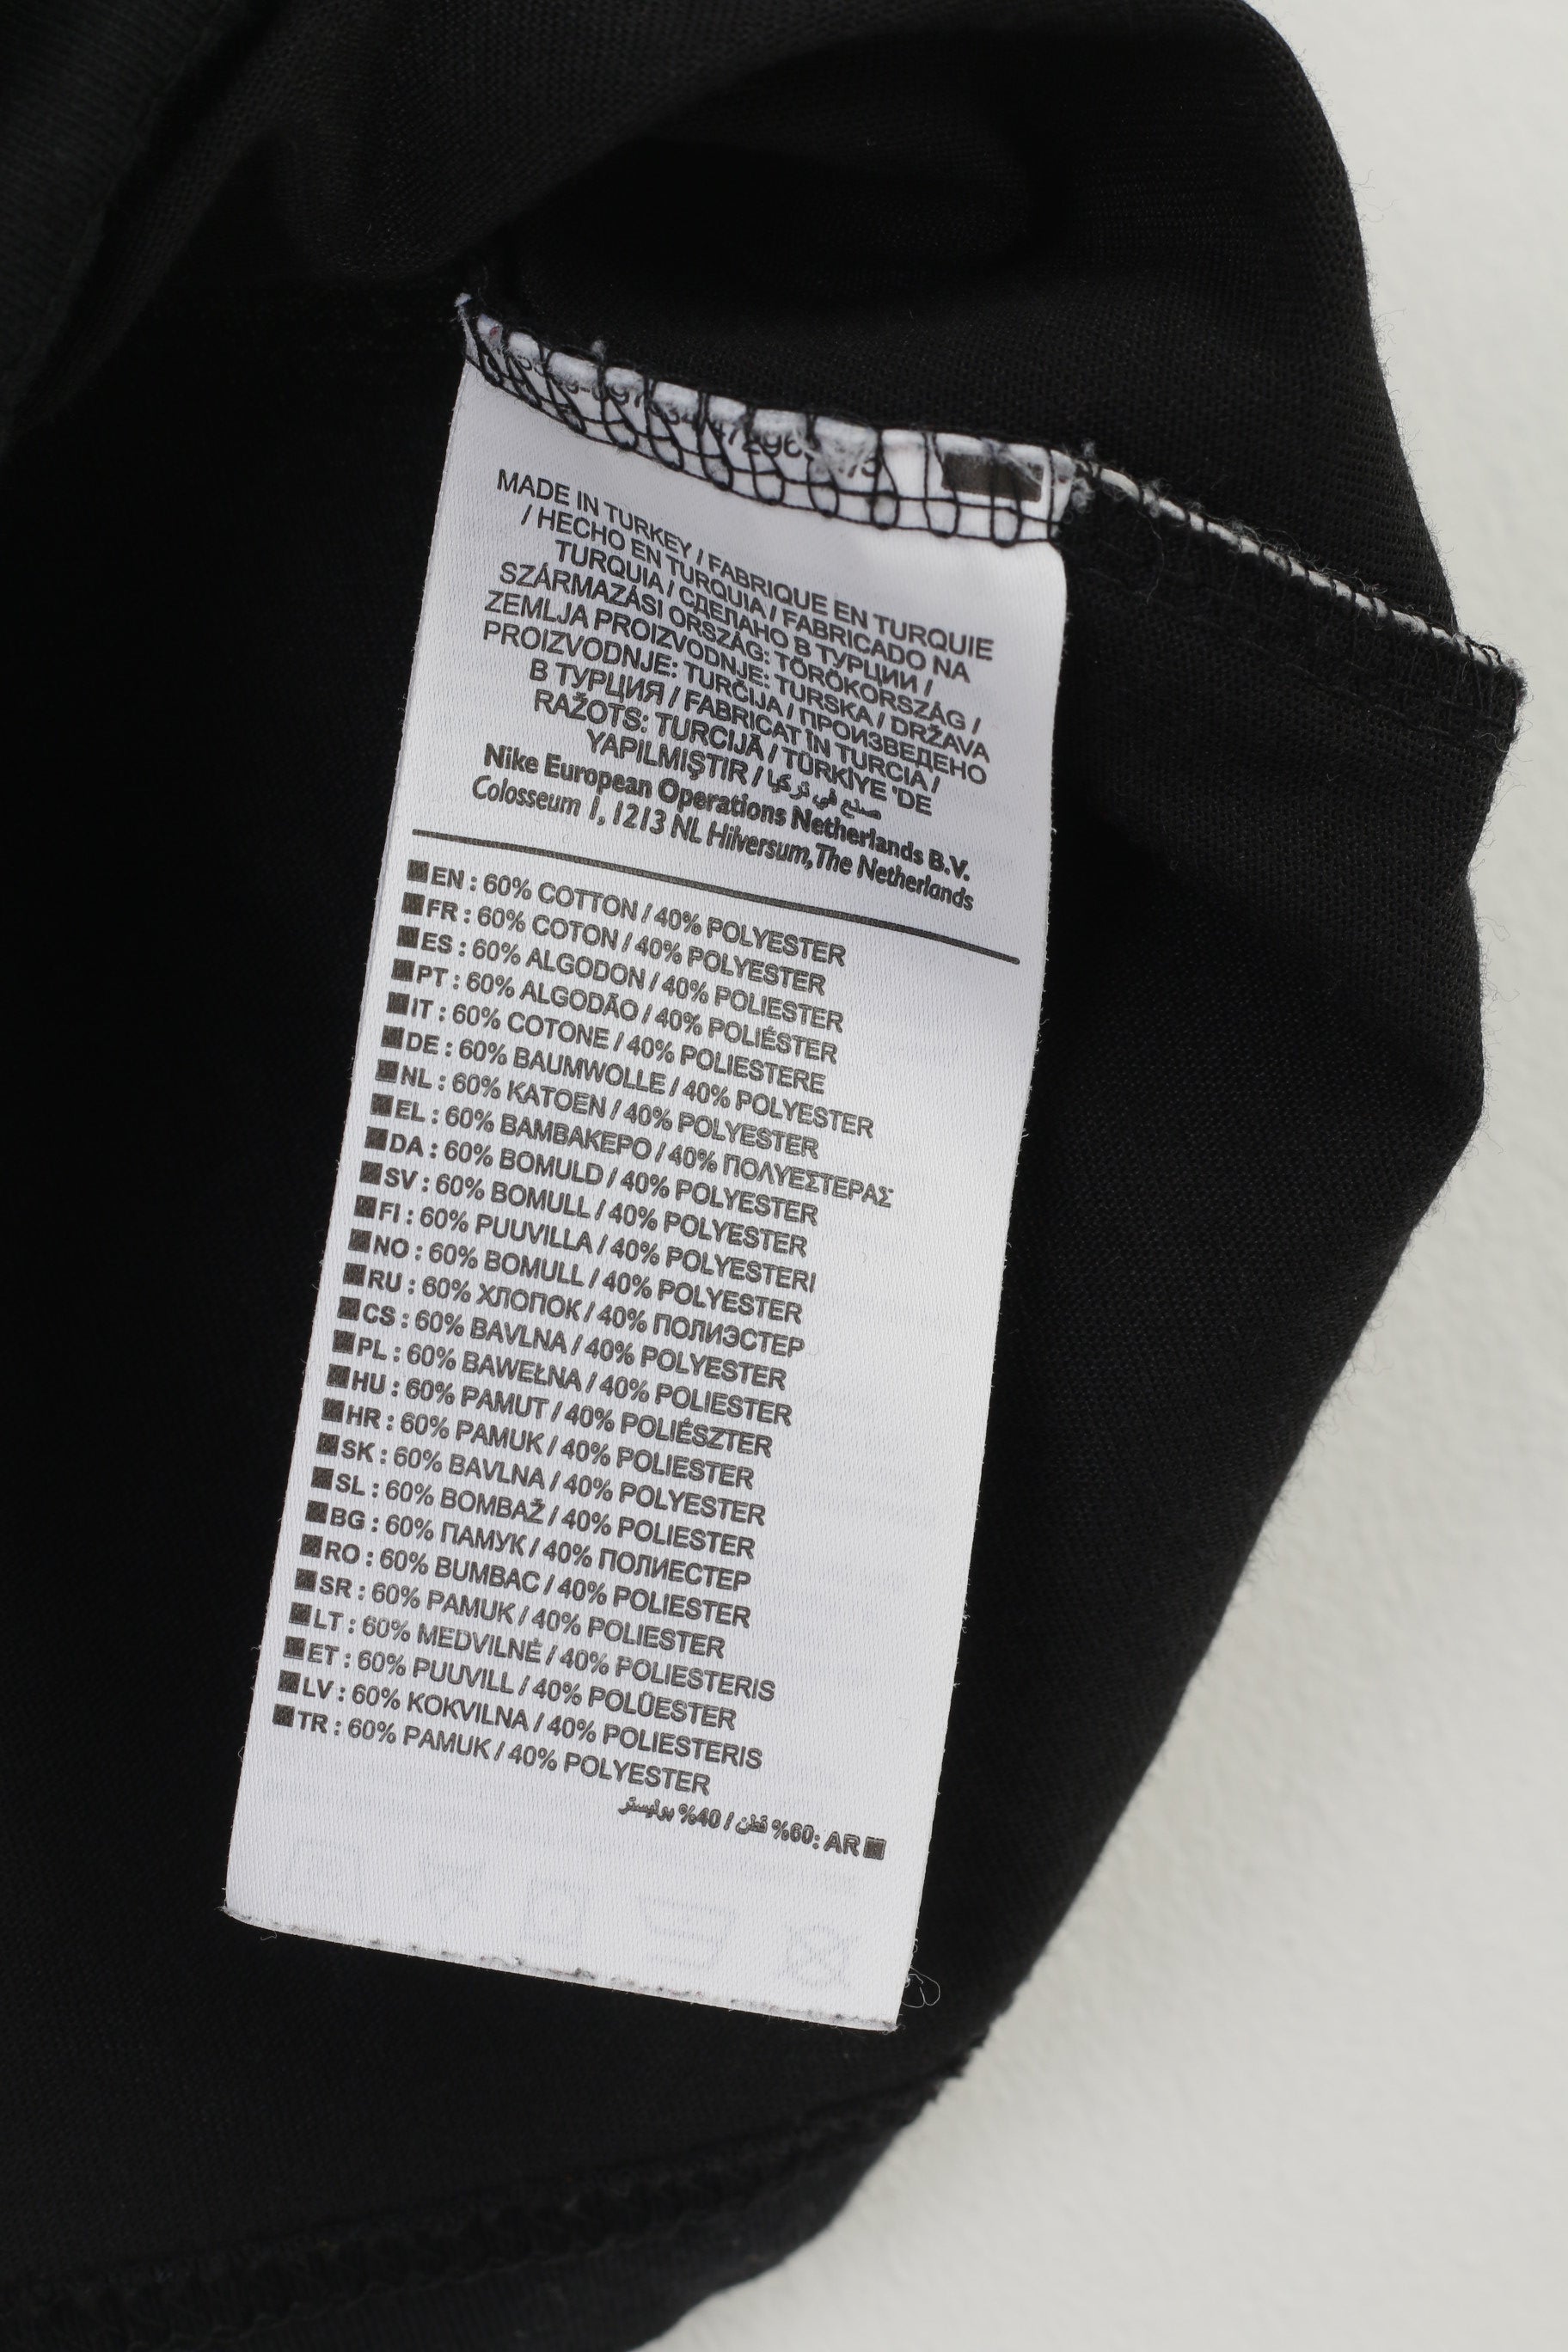 MADE IN TURKEY / FABRIQUE EN TURQUIE
/ HECHO EN TURQUIA / FABRICADO NA
TURQUIA / СДЕЛАНО В ТУРЦИИ /
SZÁRMAZÁSI ORSZÁG: TÖRÖKORSZÁG /
ZEMLJA PROIZVODNJE: TURSKA / DRŽAVA
PROIZVODNJE: TURČIJA / ПРОИЗВЕДЕНО
В ТУРЦИЯ / FABRICAT ÎN TURCIA /
RAŽOTS: TURCIJĀ / TÜRKİYE 'DE
YAPILMIŞTIR / صنع في تركيا
Nike European Operations Netherlands B.V.
Colosseum 1, 1213 NL Hilversum, The Netherlands
EN : 60% COTTON / 40% POLYESTER
FR : 60% COTON / 40% POLYESTER
ES : 60% ALGODON / 40% POLIESTER
PT : 60% ALGODÃO / 40% POLIÉSTER
IT : 60% COTONE / 40% POLIESTERE
DE : 60% BAUMWOLLE / 40% POLYESTER
NL : 60% KATOEN / 40% POLYESTER
EL : 60% ΒΑΜΒΑΚΕΡΟ / 40% ΠΟΛΥΕΣΤΕΡΑΣ
DA : 60% BOMULD / 40% POLYESTER
SV : 60% BOMULL / 40% POLYESTER
FI : 60% PUUVILLA / 40% POLYESTERI
NO : 60% BOMULL / 40% POLYESTER
RU : 60% ХЛОПОК / 40% ПОЛИЭСТЕР
CS : 60% BAVLNA / 40% POLYESTER
PL : 60% BAWEŁNA / 40% POLIESTER
HU : 60% PAMUT / 40% POLIÉSZTER
HR : 60% PAMUK / 40% POLIESTER
SK : 60% BAVLNA / 40% POLYESTER
SL : 60% BOMBAŽ / 40% POLIESTER
BG : 60% ПАМУК / 40% ПОЛИЕСТЕР
RO : 60% BUMBAC / 40% POLIESTER
SR : 60% PAMUK / 40% POLIESTER
LT : 60% MEDVILNĖ / 40% POLIESTERIS
ET : 60% PUUVILL / 40% POLÜESTER
LV : 60% KOKVILNA / 40% POLIESTERIS
TR : 60% PAMUK / 40% POLYESTER
AR :60% قطن / 40% بوليستر